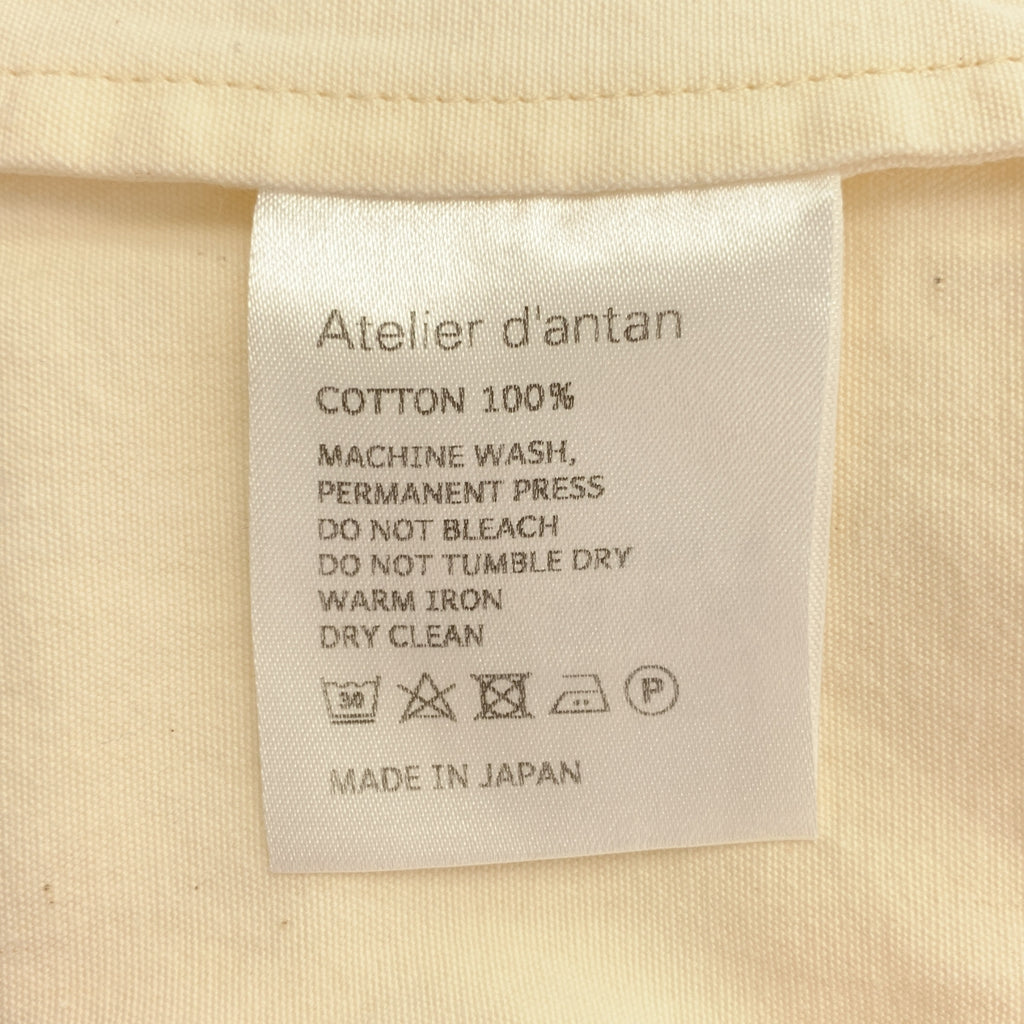 Atelier d'antan
COTTON 100%
MACHINE WASH,
PERMANENT PRESS
DO NOT BLEACH
DO NOT TUMBLE DRY
WARM IRON
DRY CLEAN
30 P
MADE IN JAPAN